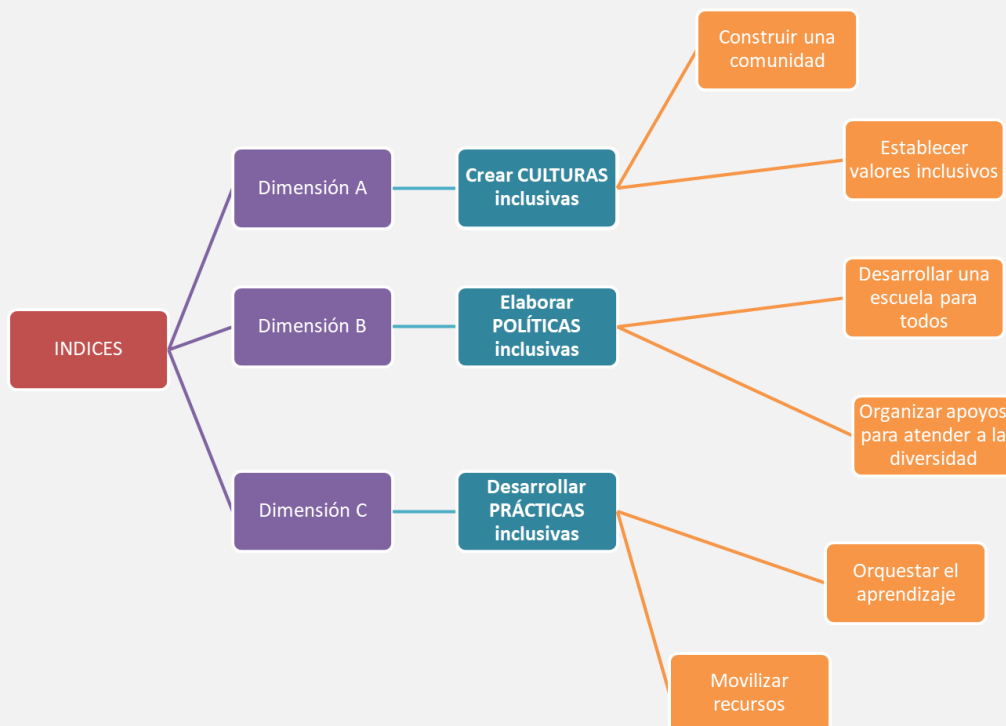 INDICES
Dimensión A
Crear CULTURAS
inclusivas
Construir una
comunidad
Establecer
valores inclusivos
Dimensión B
Elaborar
POLÍTICAS
inclusivas
Desarrollar una
escuela para
todos
Organizar apoyos
para atender a la
diversidad
Dimensión C
Desarrollar
PRÁCTICAS
inclusivas
Orquestar el
aprendizaje
Movilizar
recursos